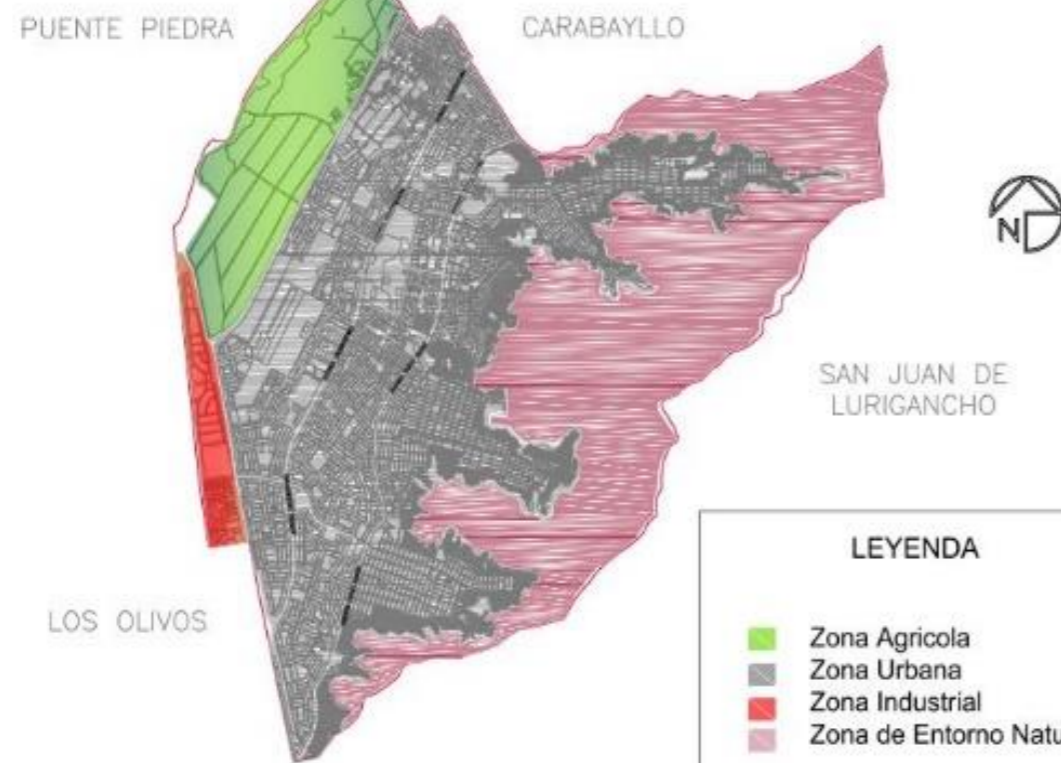 PUENTE PIEDRA
CARABAYLLO
N
SAN JUAN DE
LURIGANCHO
LOS OLIVOS
LEYENDA
Zona Agricola
Zona Urbana
Zona Industrial
Zona de Entorno Natu